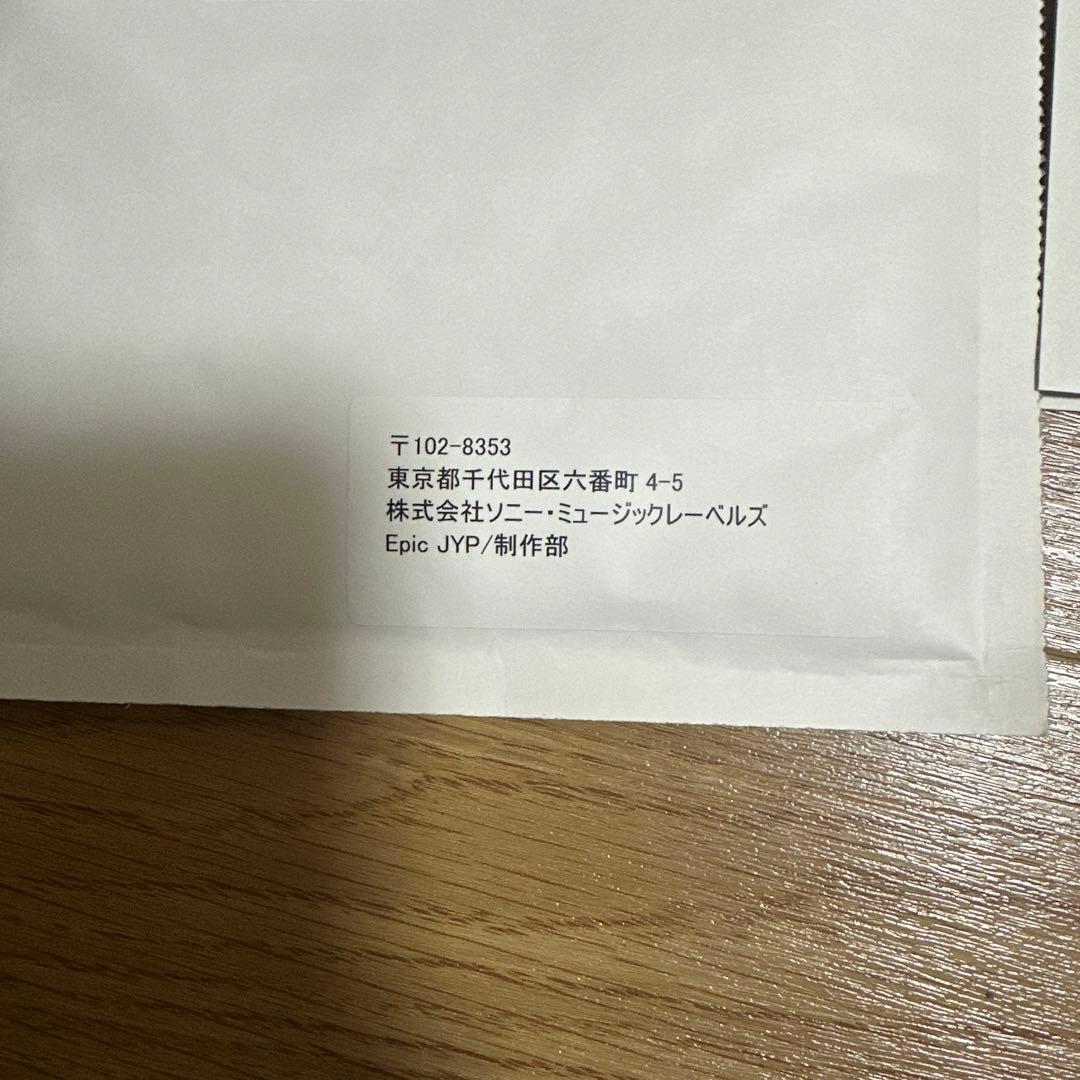 〒102-8353
東京都千代田区六番町 4-5
株式会社ソニー・ミュージックレーベルズ
Epic JYP/制作部